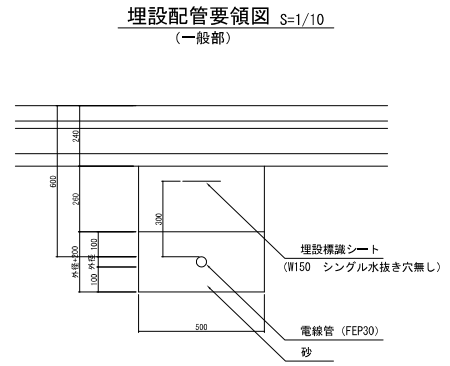 埋設配管要領図 S=1/10
（一般部）
240
600
260
300
外径+200
100
外径
100
埋設標識シート
（W150　シングル水抜き穴無し）
500
電線管（FEP30）
砂